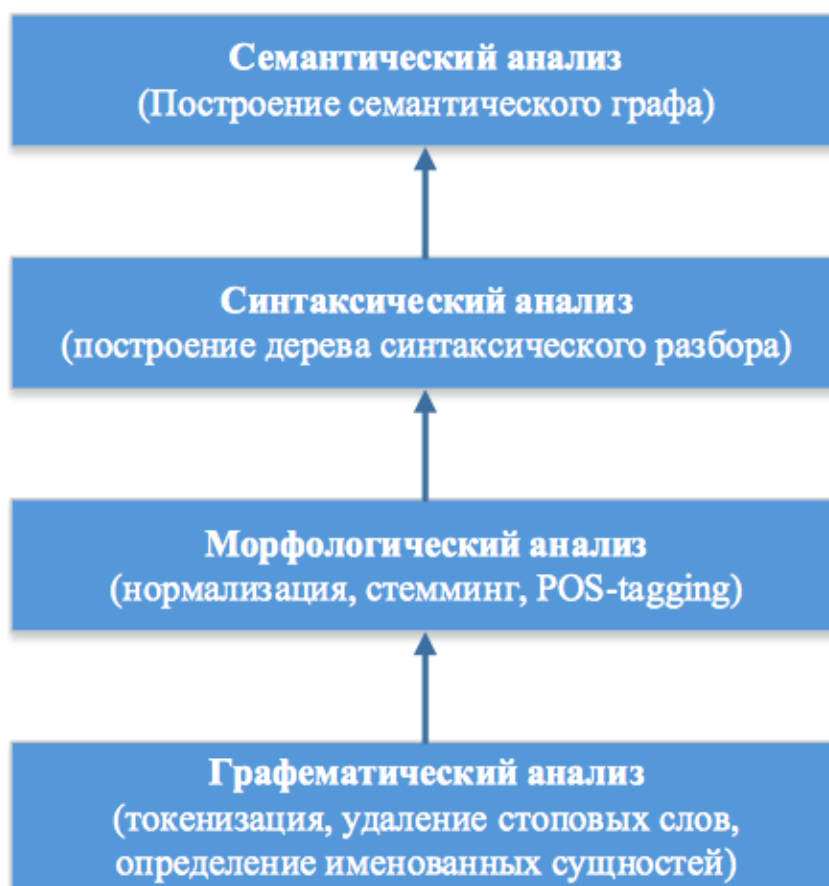 Семантический анализ
(Построение семантического графа)
Синтаксический анализ
(построение дерева синтаксического разбора)
Морфологический анализ
(нормализация, стемминг, POS-tagging)
Графематический анализ
(токенизация, удаление стоповых слов,
определение именованных сущностей)